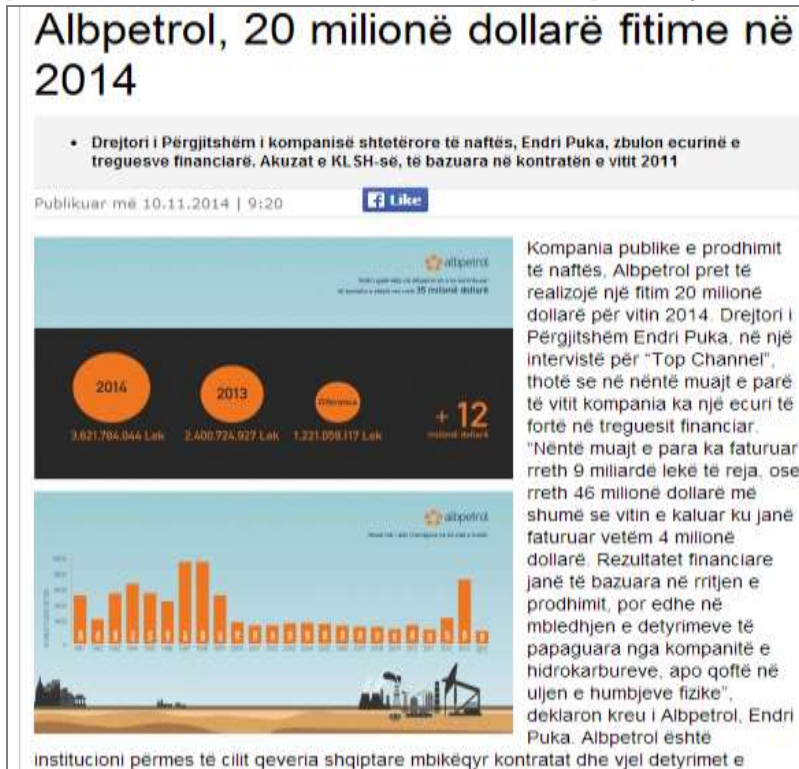 Albpetrol, 20 milionë dollarë fitime në
2014
• Drejtori i Përgjitshëm i kompanisë shtetërore të naftës, Endri Puka, zbulon ecurinë e
treguesve financiarë. Akuzat e KLSH-së, të bazuara në kontratën e vitit 2011
Publikuar më 10.11.2014 | 9:20
Like
albpetrol
35 milionë dollarë
2014
2013
Diferenca
3.621.784.044 Lek
2.400.724.927 Lek
1.221.059.117 Lek
+ 12
milionë dollarë
albpetrol
Kompania publike e prodhimit
të naftës, Albpetrol pret të
realizojë një fitim 20 milionë
dollarë për vitin 2014. Drejtori i
Përgjitshëm Endri Puka, në një
intervistë për “Top Channel”,
thotë se në nëntë muajt e parë
të vitit kompania ka një ecuri të
fortë në treguesit financiar.
“Nëntë muajt e para ka faturuar
rreth 9 miliardë lekë të reja, ose
rreth 46 milionë dollarë më
shumë se vitin e kaluar ku janë
faturuar vetëm 4 milionë
dollarë. Rezultatet financiare
janë të bazuara në rritjen e
prodhimit, por edhe në
mbledhjen e detyrimeve të
papaguara nga kompanitë e
hidrokarbureve, apo qoftë në
uljen e humbjeve fizike”,
deklaron kreu i Albpetrol, Endri
Puka. Albpetrol është
institucioni përmes të cilit qeveria shqiptare mbikëqyr kontratat dhe vjel detyrimet e